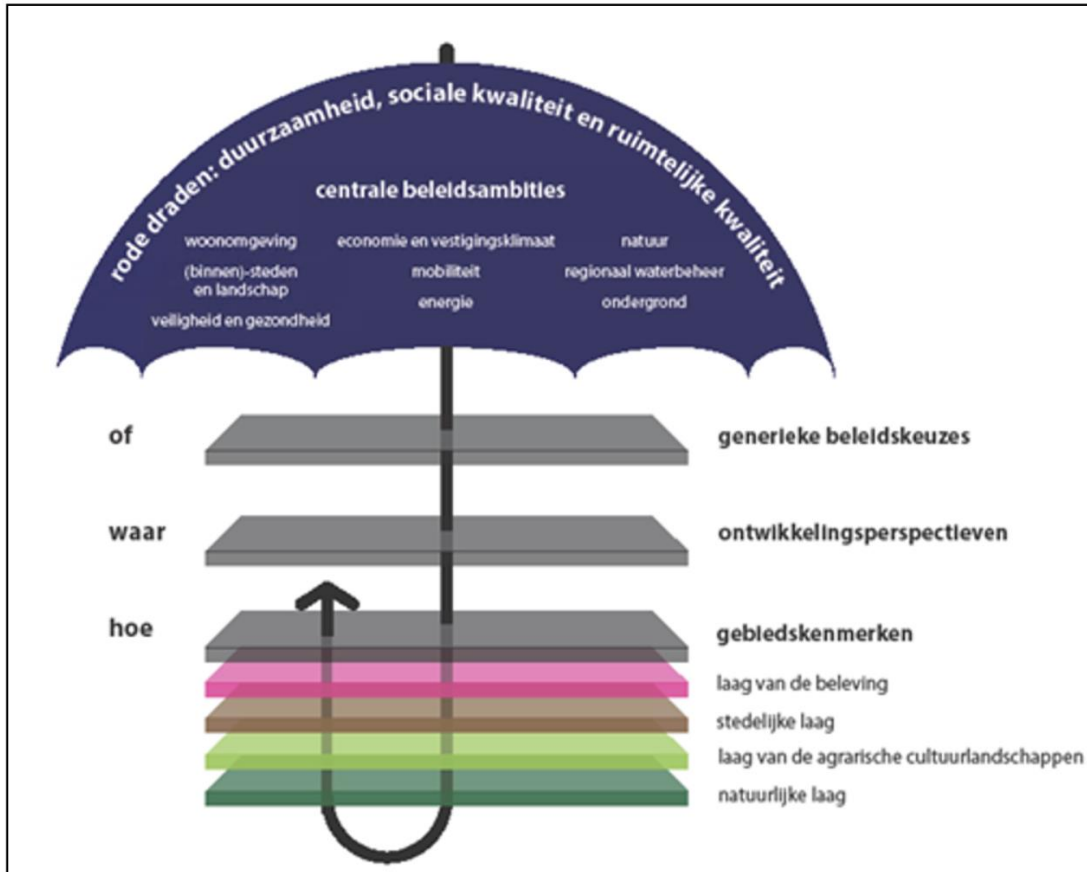 rode draden: duurzaamheid, sociale kwaliteit en ruimtelijke kwaliteit
centrale beleidsambities
woonomgeving
(binnen)-steden
en landschap
veiligheid en gezondheid
economie en vestigingsklimaat
mobiliteit
energie
natuur
regionaal waterbeheer
ondergrond
of
generieke beleidskeuzes
waar
ontwikkelingsperspectieven
hoe
gebiedskenmerken
laag van de beleving
stedelijke laag
laag van de agrarische cultuurlandschappen
natuurlijke laag